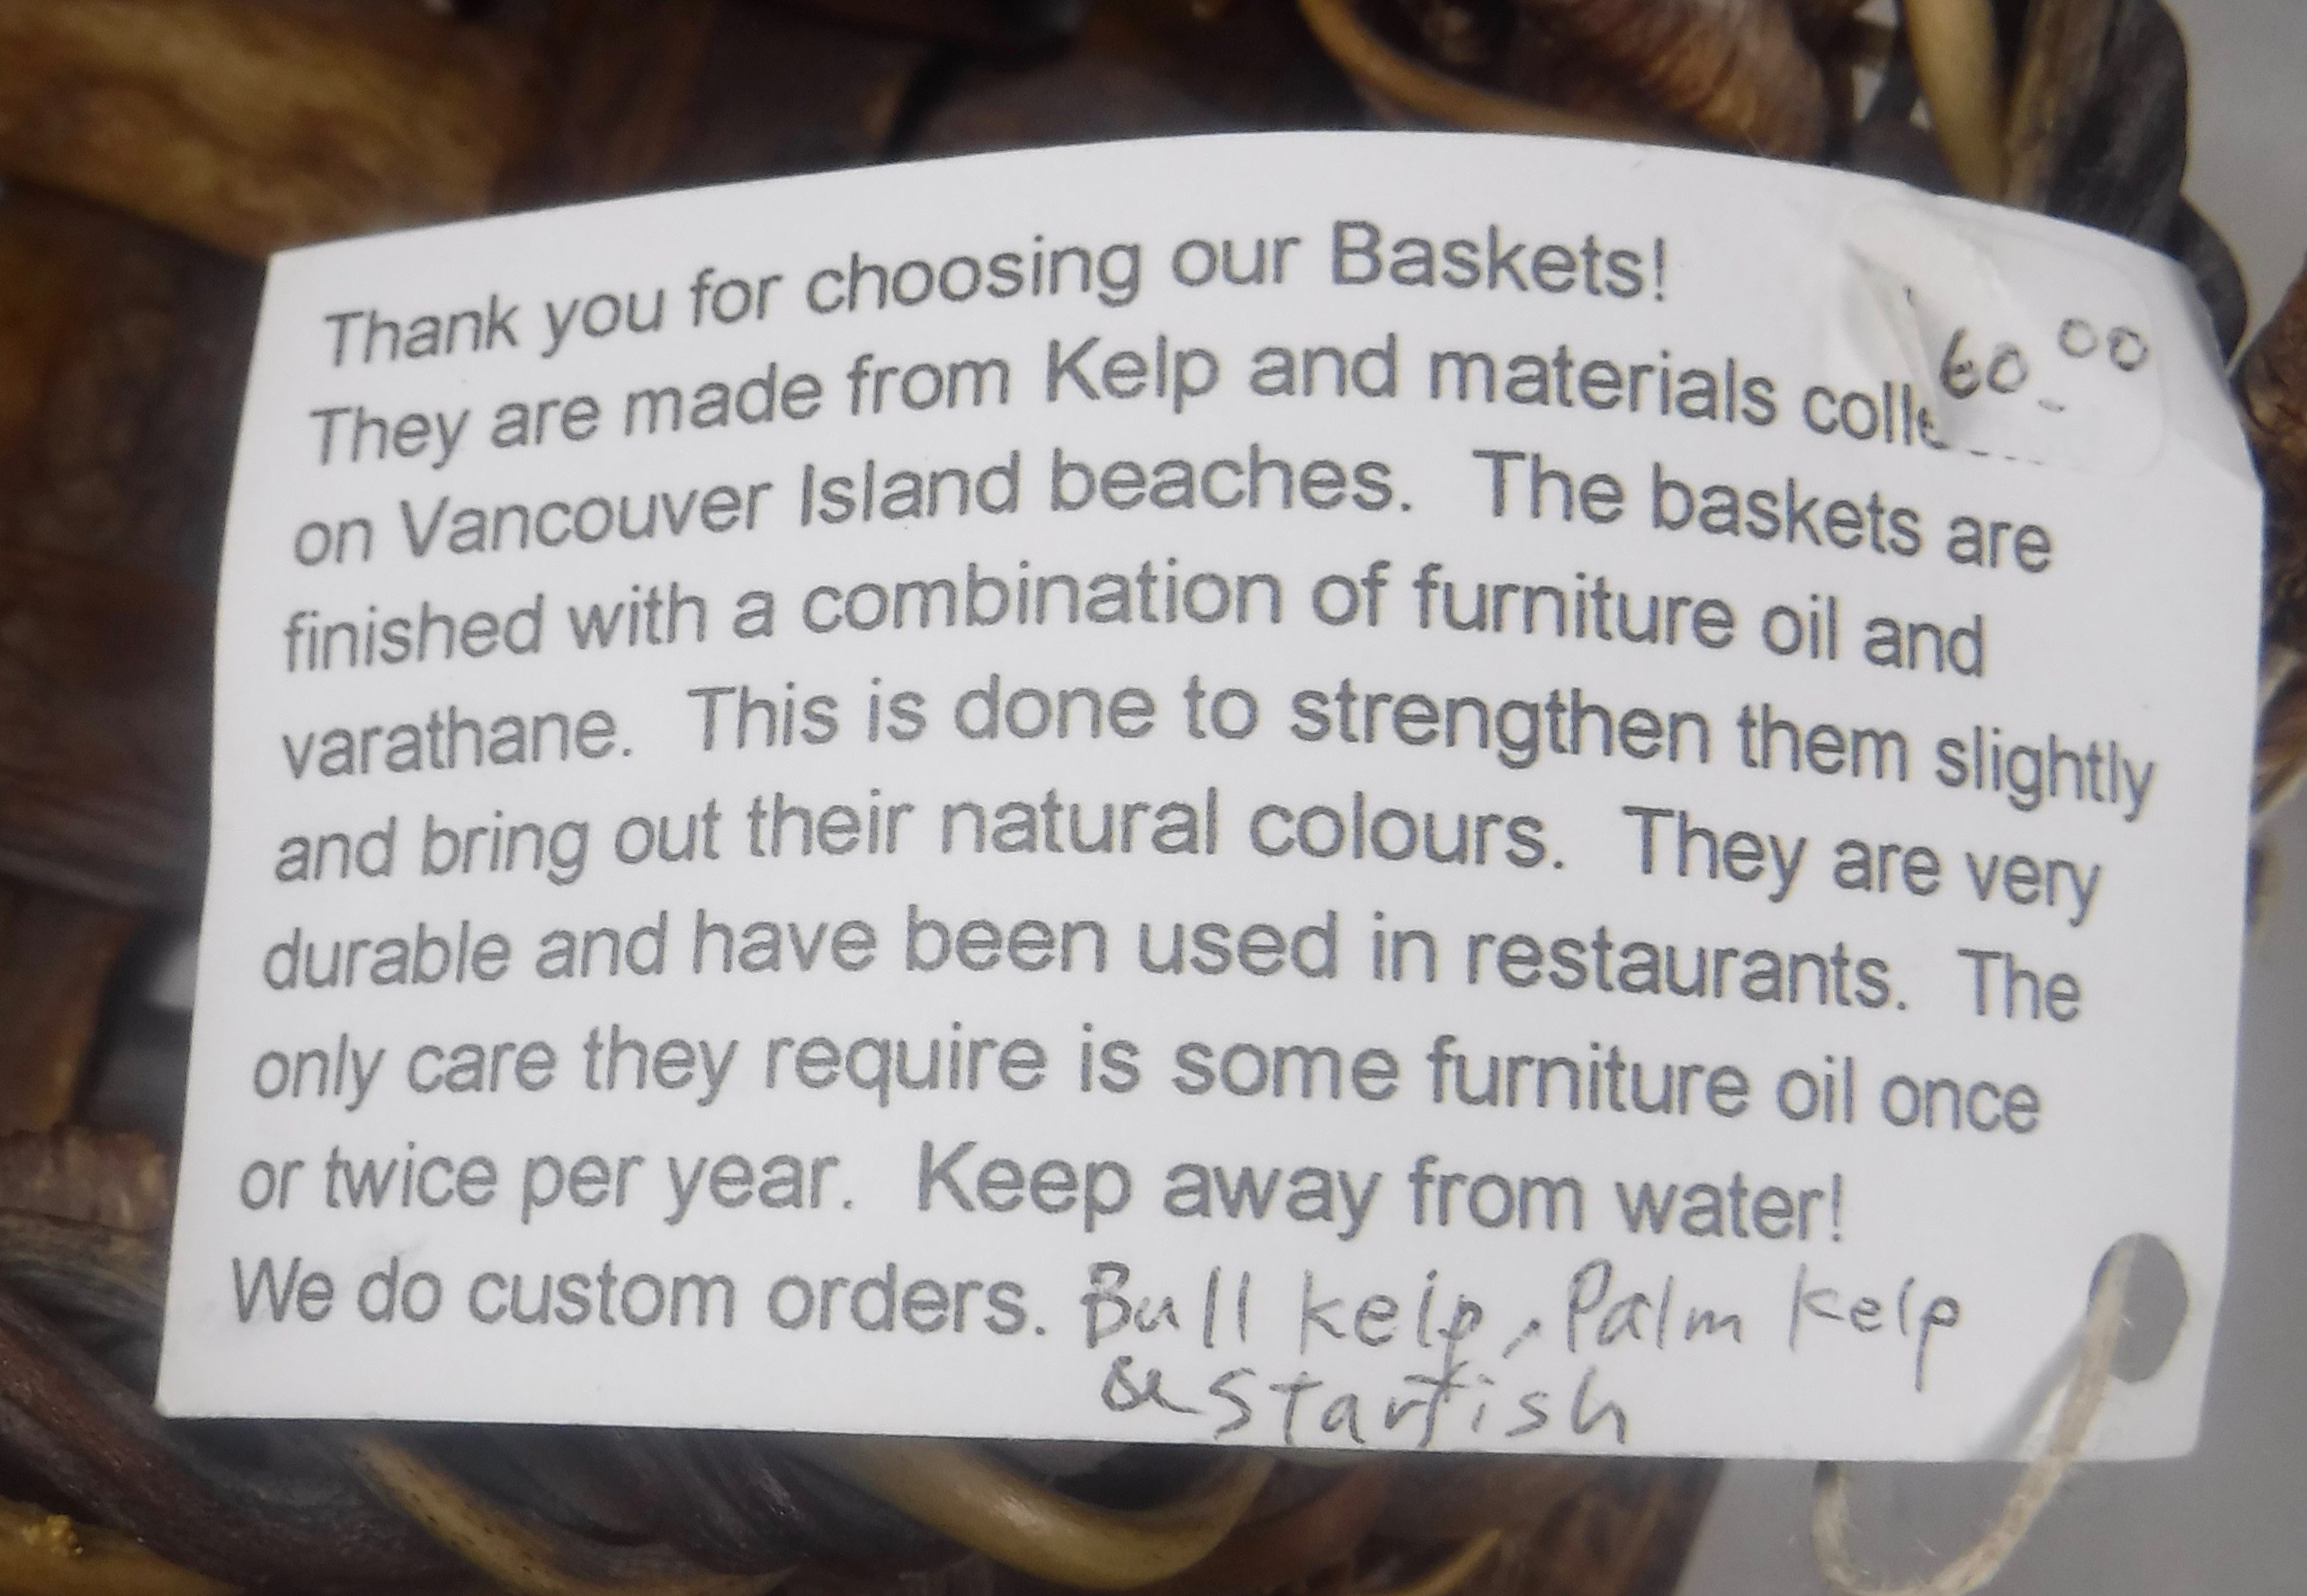 Thank you for choosing our Baskets!
60.00
They are made from Kelp and materials
on Vancouver Island beaches. The baskets are
finished with a combination of furniture oil and
varathane. This is done to strengthen them slightly
and bring out their natural colours. They are very
durable and have been used in restaurants. The
only care they require is some furniture oil once
or twice per year. Keep away from water!
We do custom orders. Bull kelp, Palm Kelp
& Starfish